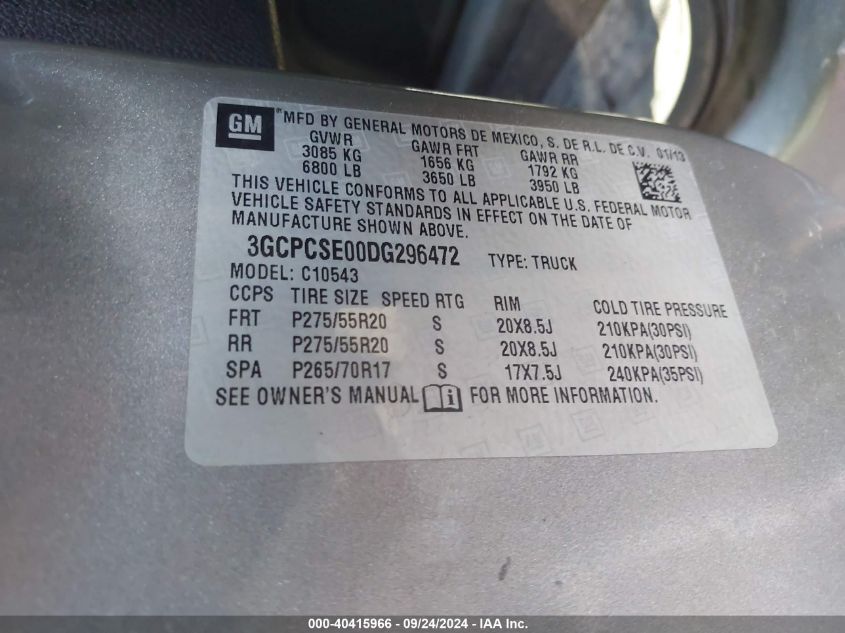 GM ® MFD BY GENERAL MOTORS DE MEXICO, S. DE R.L. DE C.V. 01/13
GVWR GAWR FRT GAWR RR
3085 KG 1656 KG 1792 KG
6800 LB 3650 LB 3950 LB
THIS VEHICLE CONFORMS TO ALL APPLICABLE U.S. FEDERAL MOTOR
VEHICLE SAFETY STANDARDS IN EFFECT ON THE DATE OF
MANUFACTURE SHOWN ABOVE.
3GCPCSE00DG296472 TYPE: TRUCK
MODEL: C10543
CCPS TIRE SIZE SPEED RTG RIM COLD TIRE PRESSURE
FRT P275/55R20 S 20X8.5J 210KPA(30PSI)
RR P275/55R20 S 20X8.5J 210KPA(30PSI)
SPA P265/70R17 S 17X7.5J 240KPA(35PSI)
SEE OWNER'S MANUAL i FOR MORE INFORMATION.
000-40415966 - 09/24/2024 - IAA Inc.